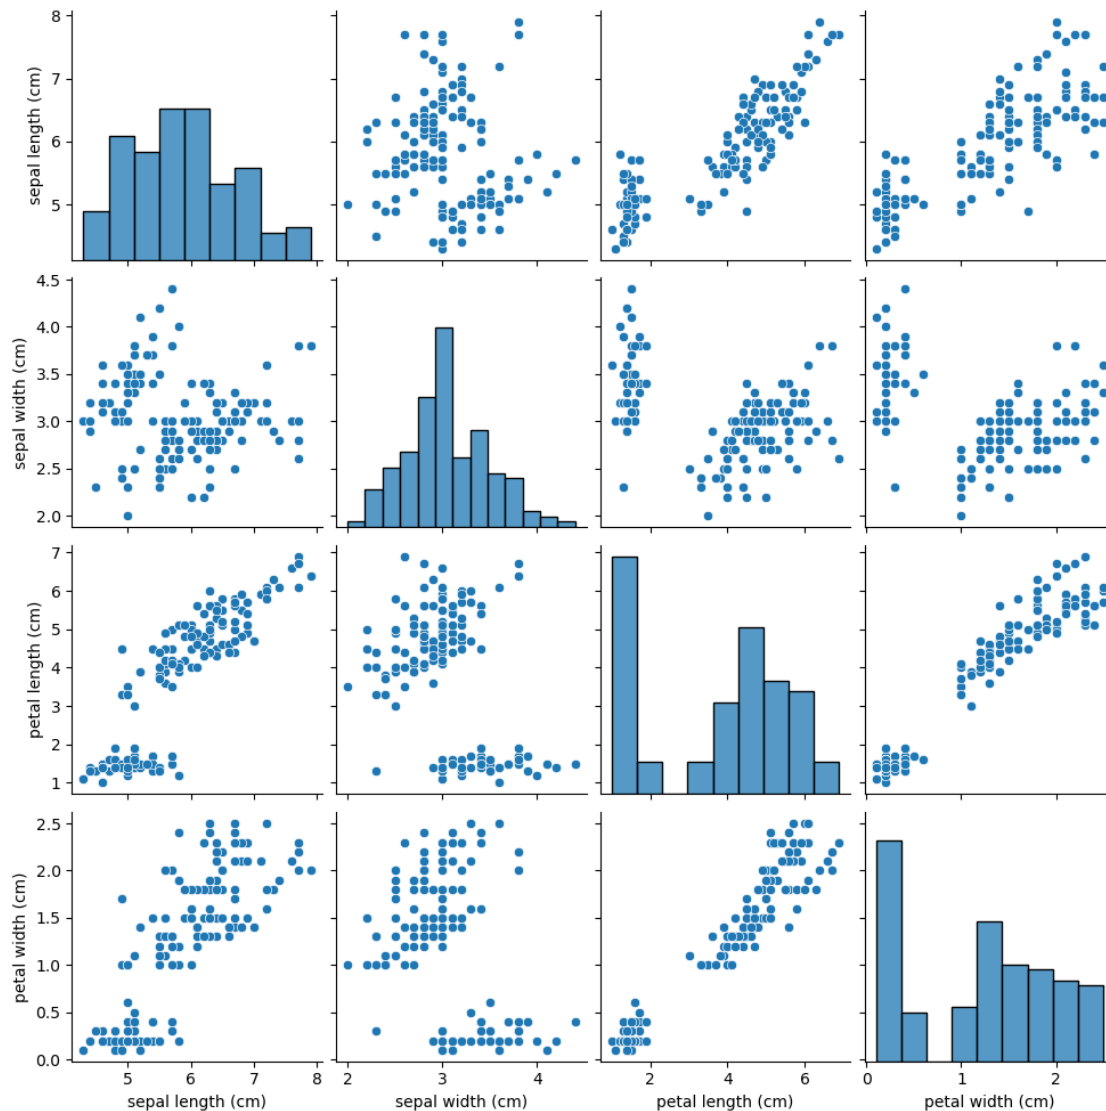 8
7
6
5
sepal length (cm)
4.5
4.0
3.5
3.0
2.5
2.0
sepal width (cm)
7
6
5
4
3
2
1
petal length (cm)
2.5
2.0
1.5
1.0
0.5
0.0
petal width (cm)
5 6 7 8
2 3 4
2 4 6
0 1 2
sepal length (cm)
sepal width (cm)
petal length (cm)
petal width (cm)